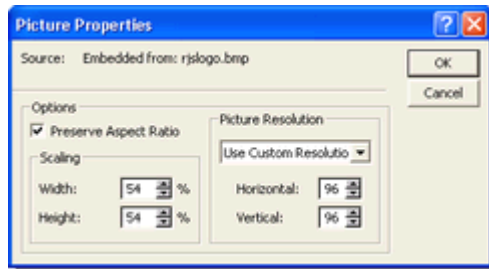 Picture Properties
Source: Embedded from: rjslogo.bmp
OK
Cancel
Options
Preserve Aspect Ratio
Scaling
Width: 54 %
Height: 54 %
Picture Resolution
Use Custom Resolutio
Horizontal: 96
Vertical: 96